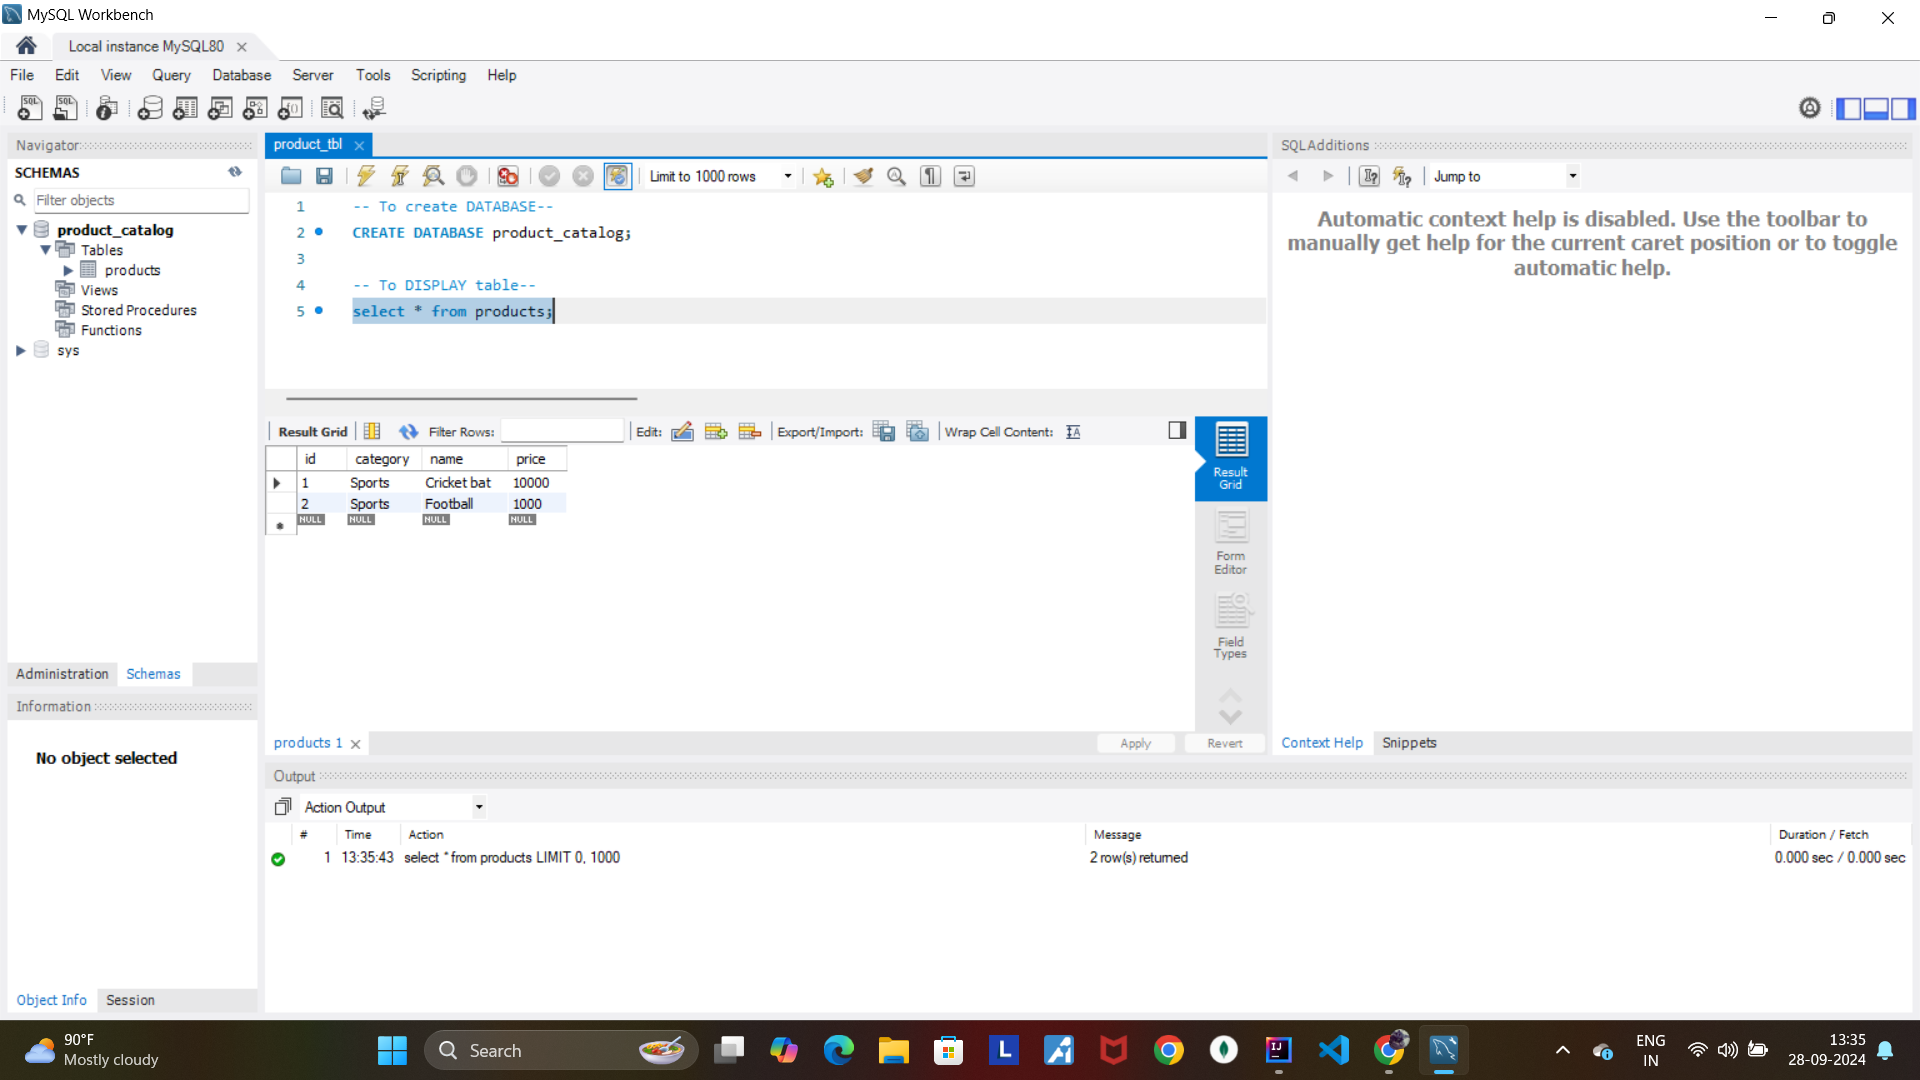 MySQL Workbench
Local instance MySQL80
File Edit View Query Database Server Tools Scripting Help
Navigator
SCHEMAS
Filter objects
product_catalog
Tables
products
Views
Stored Procedures
Functions
sys
Administration Schemas
Information
No object selected
Object Info Session
product_tbl
Limit to 1000 rows
1 -- To create DATABASE--
2 CREATE DATABASE product_catalog;
3
4 -- To DISPLAY table--
5 select * from products;
Result Grid Filter Rows: Edit: Export/Import: Wrap Cell Content:
id category name price
1 Sports Cricket bat 10000
2 Sports Football 1000
NULL NULL NULL NULL
Result
Grid
Form
Editor
Field
Types
products 1 Apply Revert
SQLAdditions
Jump to
Automatic context help is disabled. Use the toolbar to
manually get help for the current caret position or to toggle
automatic help.
Context Help Snippets
Output
Action Output
# Time Action Message Duration / Fetch
1 13:35:43 select * from products LIMIT 0, 1000 2 row(s) returned 0.000 sec / 0.000 sec
90°F
Mostly cloudy
Search
L
IJ
ENG
IN
13:35
28-09-2024